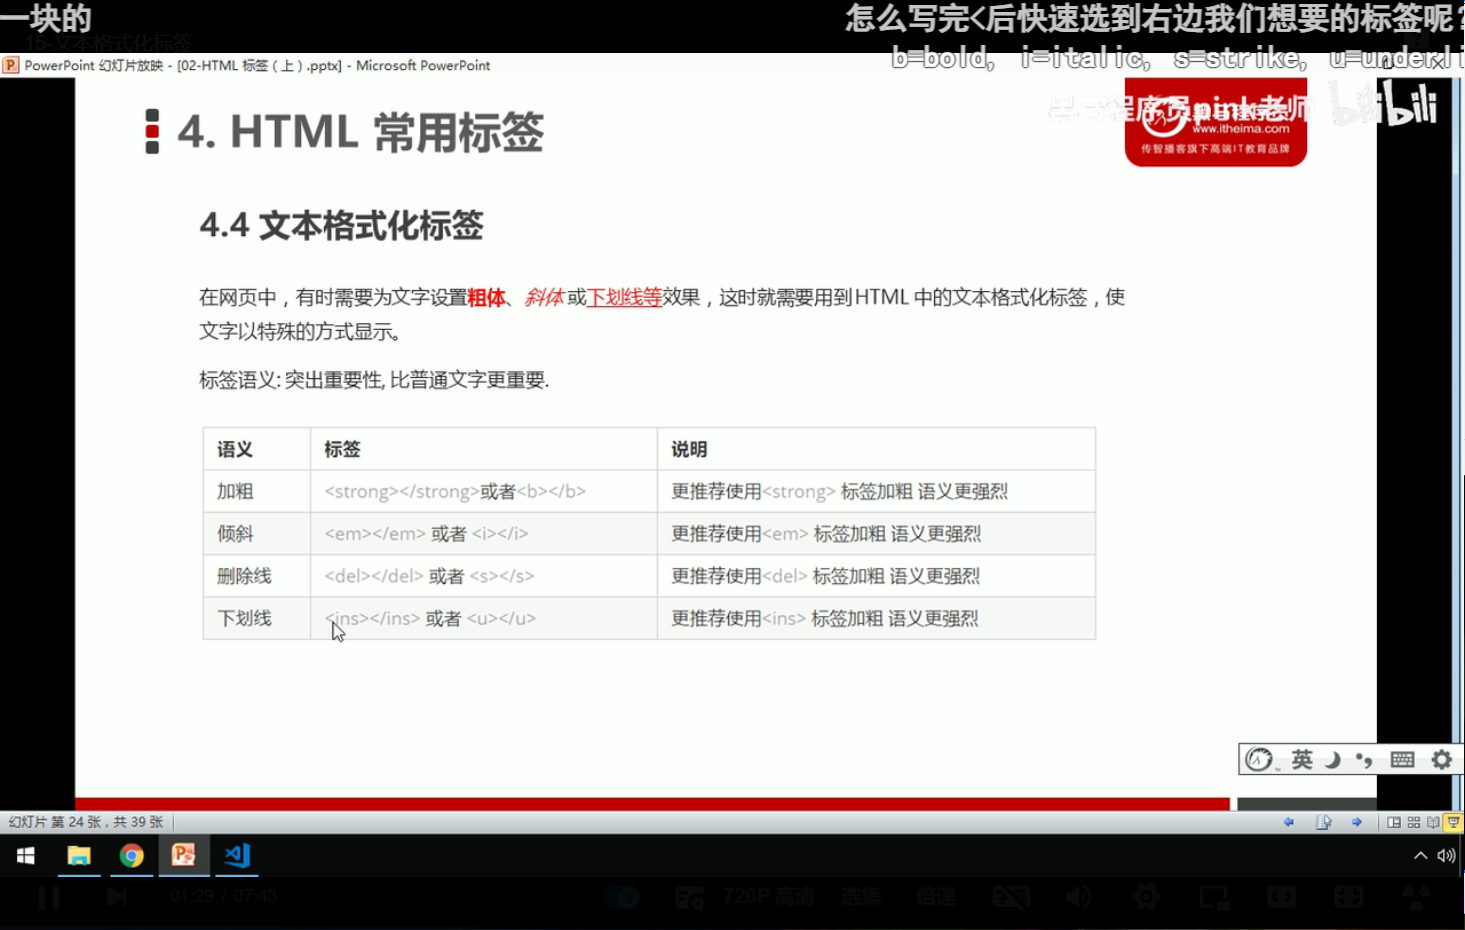 一块的
怎么写完<后快速选到右边我们想要的标签呢?
15-文本格式化标签
b=bold, i=italic, s=strike, u=underli
PowerPoint 幻灯片放映 - [02-HTML 标签（上）.pptx] - Microsoft PowerPoint
黑马程序员pink老师
bilibili
www.itheima.com
传智播客旗下高端IT教育品牌
4. HTML 常用标签
4.4 文本格式化标签
在网页中，有时需要为文字设置粗体、斜体 或下划线等效果，这时就需要用到HTML 中的文本格式化标签，使
文字以特殊的方式显示。
标签语义: 突出重要性, 比普通文字更重要.
语义 标签 说明
加粗 <strong></strong>或者<b></b> 更推荐使用<strong> 标签加粗 语义更强烈
倾斜 <em></em> 或者 <i></i> 更推荐使用<em> 标签加粗 语义更强烈
删除线 <del></del> 或者 <s></s> 更推荐使用<del> 标签加粗 语义更强烈
下划线 <ins></ins> 或者 <u></u> 更推荐使用<ins> 标签加粗 语义更强烈
英
幻灯片 第 24 张，共 39 张
01:29 / 07:43
720P 高清
选集
倍速